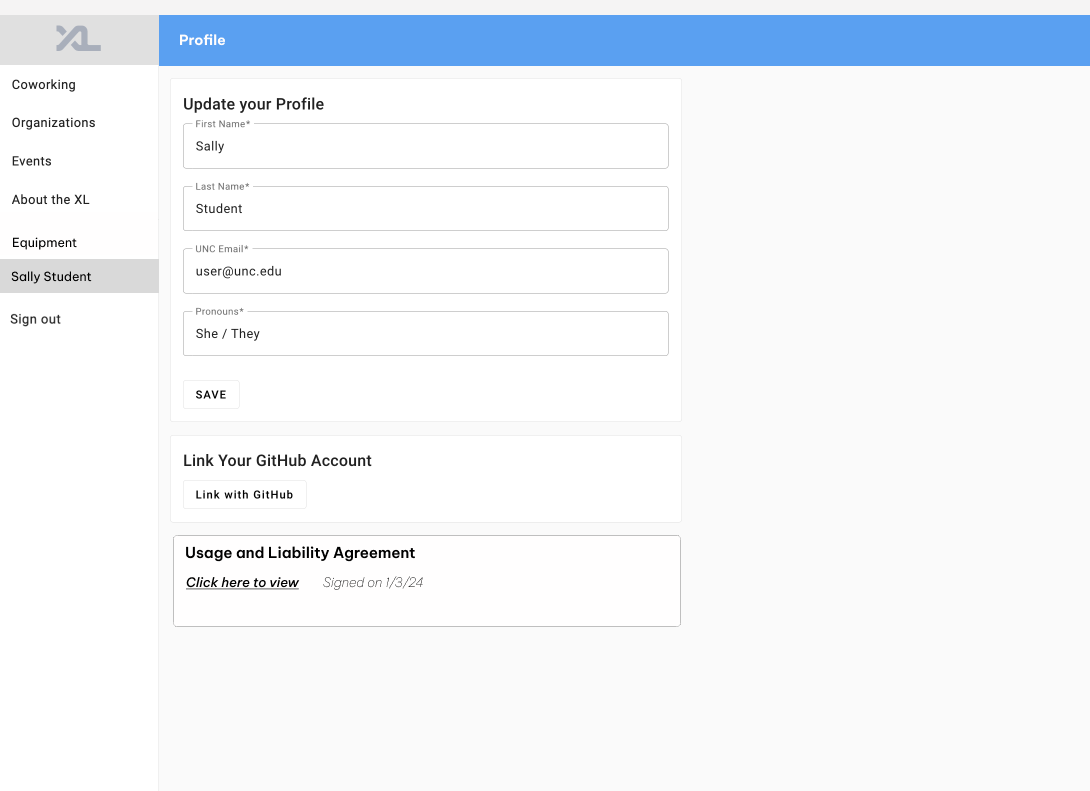 XL
Profile
Coworking
Organizations
Events
About the XL
Equipment
Sally Student
Sign out
Update your Profile
First Name*
Sally
Last Name*
Student
UNC Email*
user@unc.edu
Pronouns*
She / They
SAVE
Link Your GitHub Account
Link with GitHub
Usage and Liability Agreement
Click here to view Signed on 1/3/24